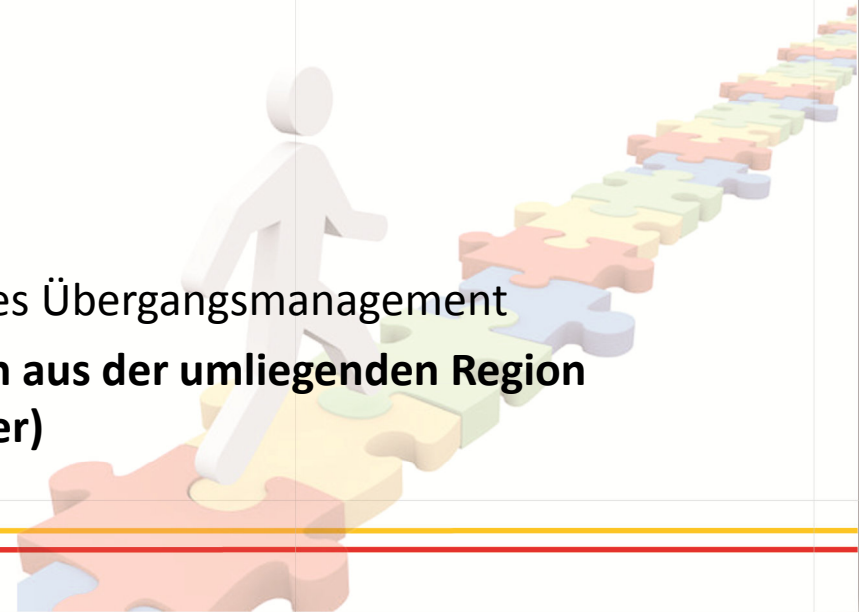 es Übergangsmanagement
n aus der umliegenden Region
er)